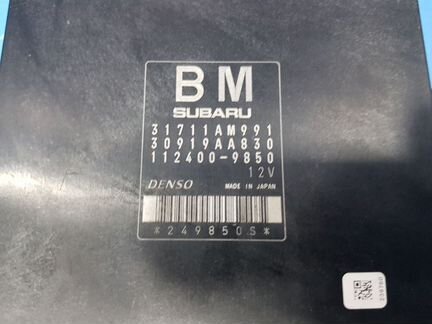 BM
SUBARU
31711AM991
30919AA830
112400-9850
12V
DENSO MADE IN JAPAN
*249850S*